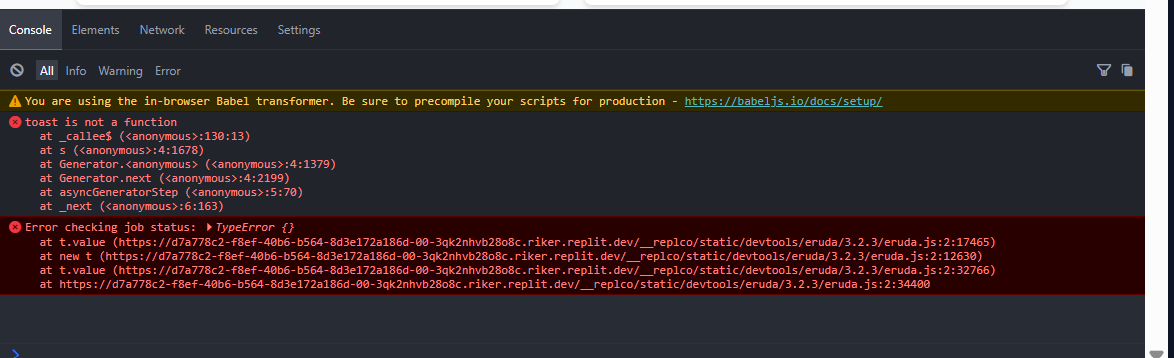 Console Elements Network Resources Settings
All Info Warning Error
You are using the in-browser Babel transformer. Be sure to precompile your scripts for production - https://babeljs.io/docs/setup/
toast is not a function
at _callee$ (<anonymous>:130:13)
at s (<anonymous>:4:1678)
at Generator.<anonymous> (<anonymous>:4:1379)
at Generator.next (<anonymous>:4:2199)
at asyncGeneratorStep (<anonymous>:5:70)
at _next (<anonymous>:6:163)
Error checking job status: ▶TypeError {}
at t.value (https://d7a778c2-f8ef-40b6-b564-8d3e172a186d-00-3qk2nhvb28o8c.riker.replit.dev/__replco/static/devtools/eruda/3.2.3/eruda.js:2:17465)
at new t (https://d7a778c2-f8ef-40b6-b564-8d3e172a186d-00-3qk2nhvb28o8c.riker.replit.dev/__replco/static/devtools/eruda/3.2.3/eruda.js:2:12630)
at t.value (https://d7a778c2-f8ef-40b6-b564-8d3e172a186d-00-3qk2nhvb28o8c.riker.replit.dev/__replco/static/devtools/eruda/3.2.3/eruda.js:2:32766)
at https://d7a778c2-f8ef-40b6-b564-8d3e172a186d-00-3qk2nhvb28o8c.riker.replit.dev/__replco/static/devtools/eruda/3.2.3/eruda.js:2:34400